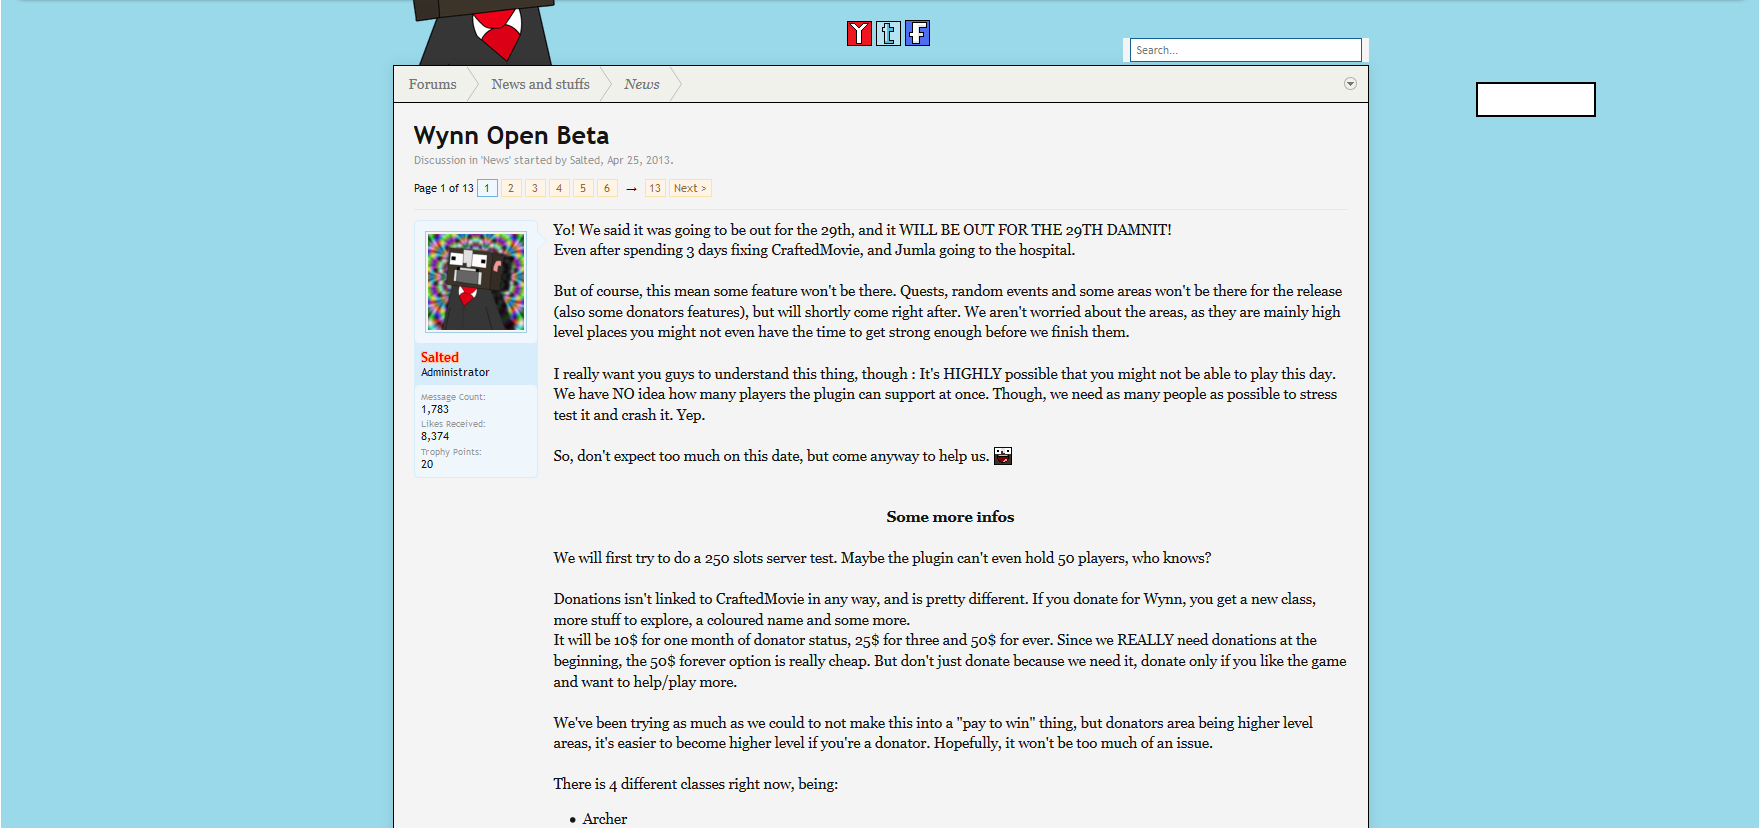 Y t F
Search...
Forums News and stuffs News
Wynn Open Beta
Discussion in 'News' started by Salted, Apr 25, 2013.
Page 1 of 13 1 2 3 4 5 6 → 13 Next >
Salted
Administrator
Message Count:
1,783
Likes Received:
8,374
Trophy Points:
20
Yo! We said it was going to be out for the 29th, and it WILL BE OUT FOR THE 29TH DAMNIT!
Even after spending 3 days fixing CraftedMovie, and Jumla going to the hospital.
But of course, this mean some feature won't be there. Quests, random events and some areas won't be there for the release
(also some donators features), but will shortly come right after. We aren't worried about the areas, as they are mainly high
level places you might not even have the time to get strong enough before we finish them.
I really want you guys to understand this thing, though : It's HIGHLY possible that you might not be able to play this day.
We have NO idea how many players the plugin can support at once. Though, we need as many people as possible to stress
test it and crash it. Yep.
So, don't expect too much on this date, but come anyway to help us.
Some more infos
We will first try to do a 250 slots server test. Maybe the plugin can't even hold 50 players, who knows?
Donations isn't linked to CraftedMovie in any way, and is pretty different. If you donate for Wynn, you get a new class,
more stuff to explore, a coloured name and some more.
It will be 10$ for one month of donator status, 25$ for three and 50$ for ever. Since we REALLY need donations at the
beginning, the 50$ forever option is really cheap. But don't just donate because we need it, donate only if you like the game
and want to help/play more.
We've been trying as much as we could to not make this into a "pay to win" thing, but donators area being higher level
areas, it's easier to become higher level if you're a donator. Hopefully, it won't be too much of an issue.
There is 4 different classes right now, being:
• Archer